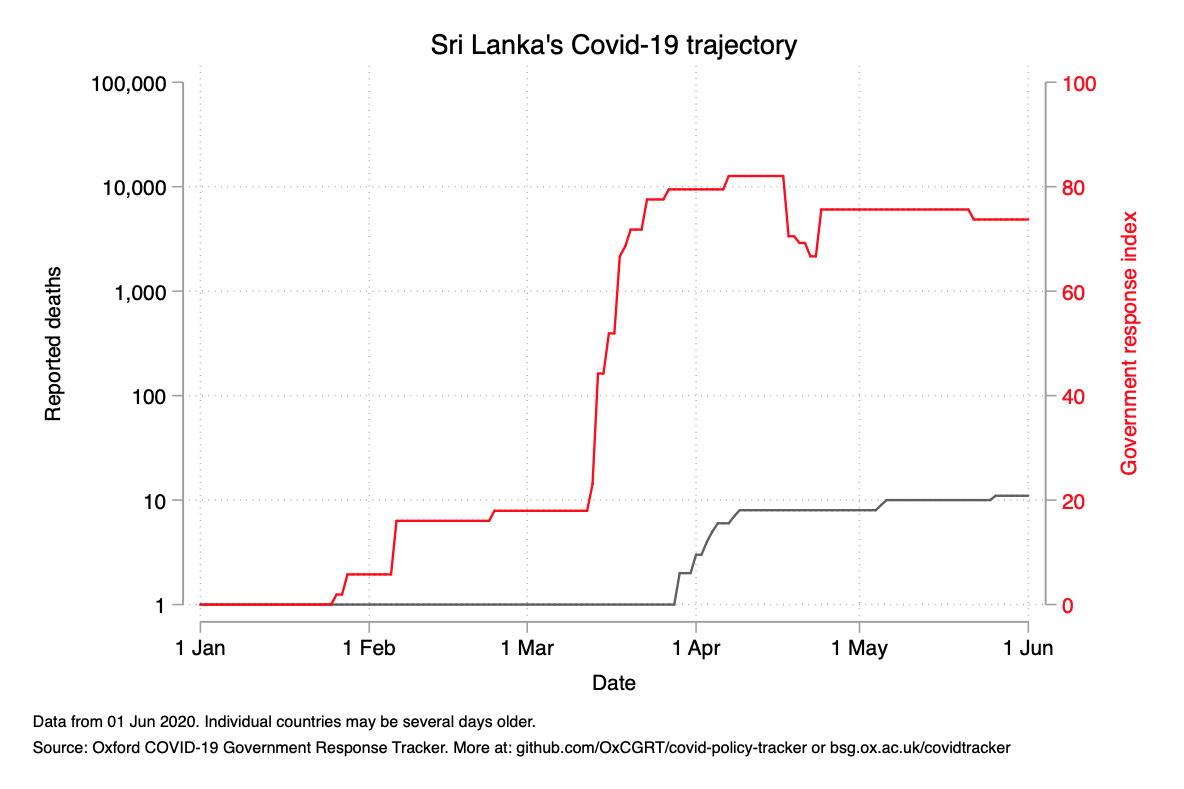 Sri Lanka's Covid-19 trajectory
100,000
10,000
1,000
100
10
1
Reported deaths
100
80
60
40
20
0
Government response index
1 Jan
1 Feb
1 Mar
1 Apr
1 May
1 Jun
Date
Data from 01 Jun 2020. Individual countries may be several days older.
Source: Oxford COVID-19 Government Response Tracker. More at: github.com/OxCGRT/covid-policy-tracker or bsg.ox.ac.uk/covidtracker